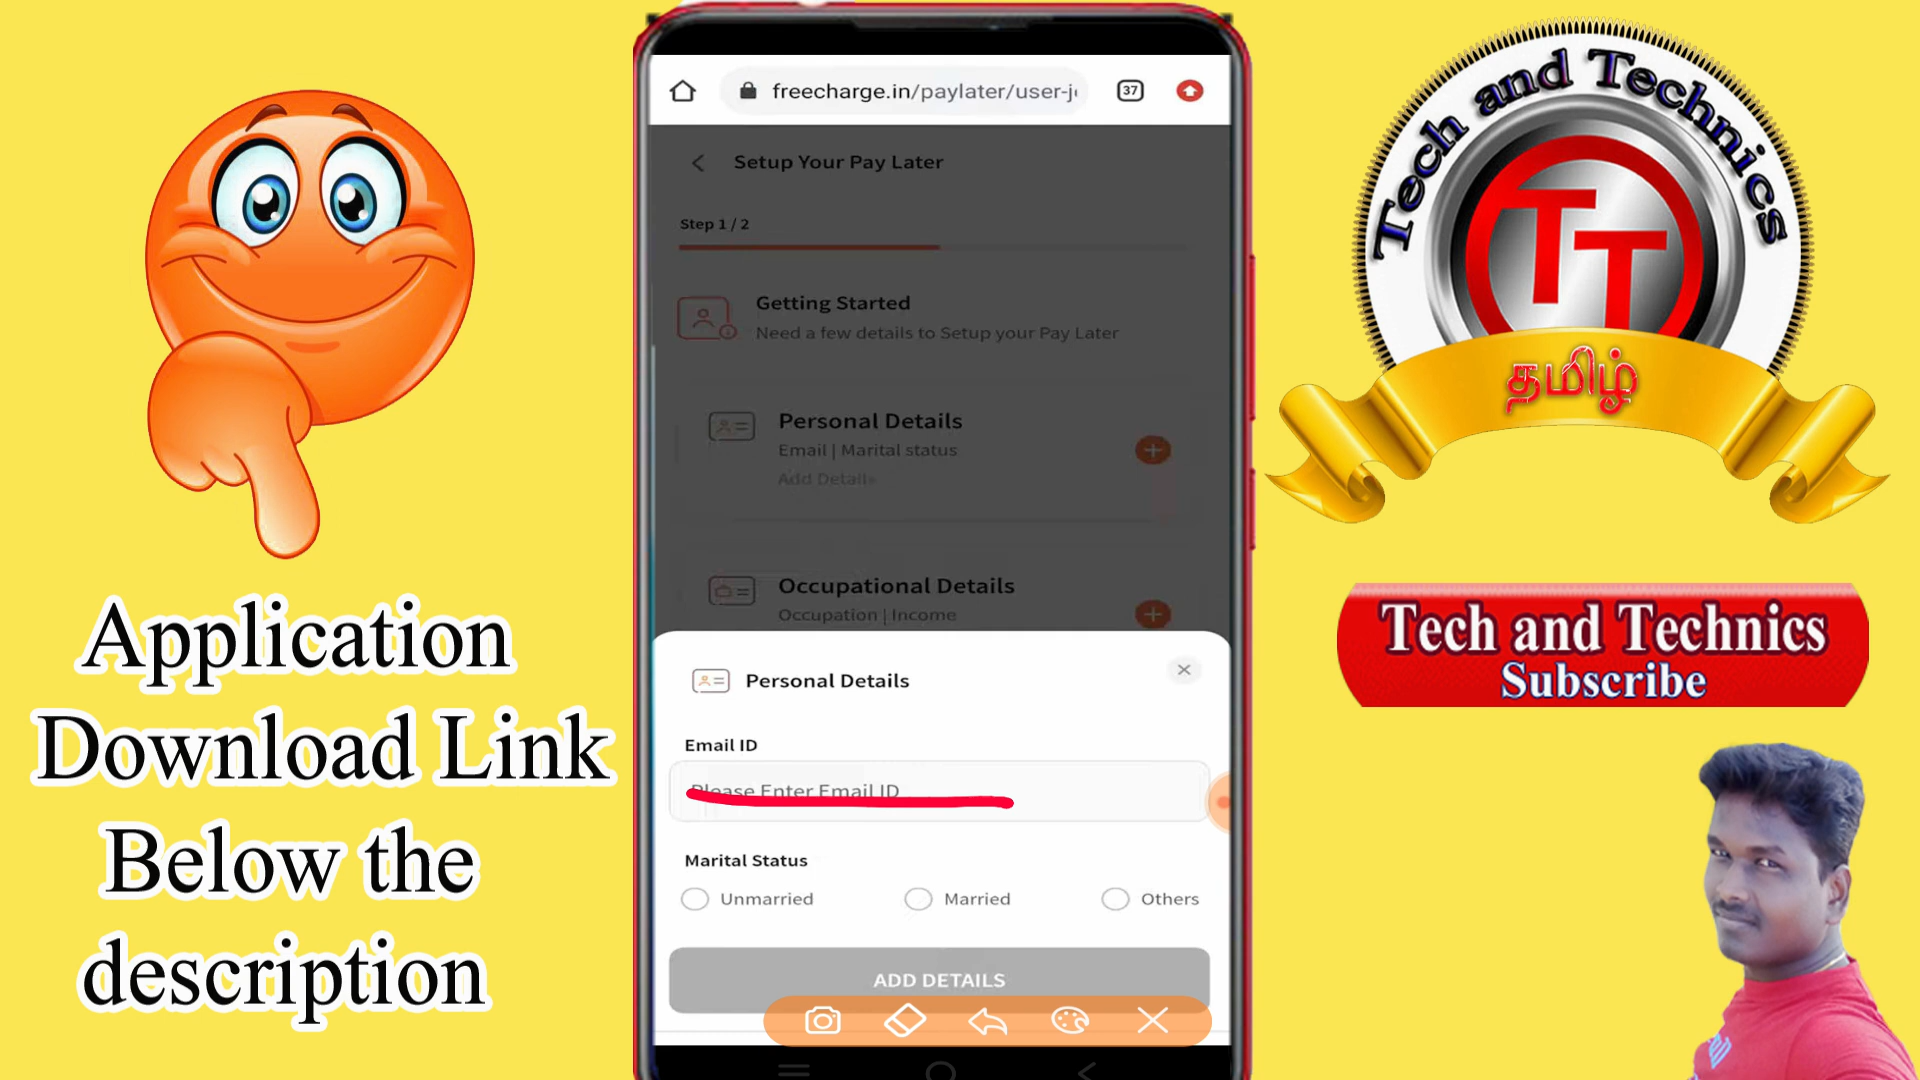 freecharge.in/paylater/user-j
37
Setup Your Pay Later
Step 1 / 2
Getting Started
Need a few details to Setup your Pay Later
Personal Details
Email | Marital status
Add Details
Occupational Details
Occupation | Income
Personal Details
Email ID
Please Enter Email ID
Marital Status
Unmarried
Married
Others
ADD DETAILS
Application
Download Link
Below the
description
Tech and Technics
TT
தமிழ்
Tech and Technics
Subscribe